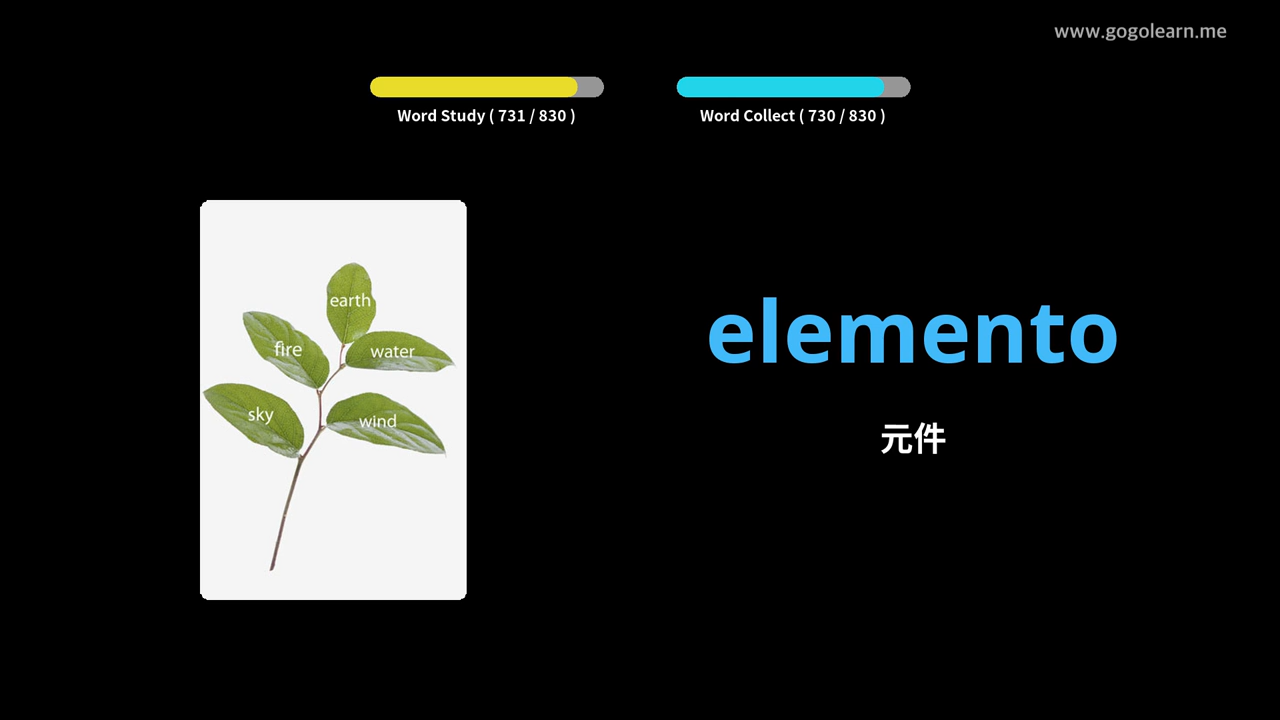 www.gogolearn.me
Word Study ( 731 / 830 )
Word Collect ( 730 / 830 )
earth
fire
water
sky
wind
elemento
元件